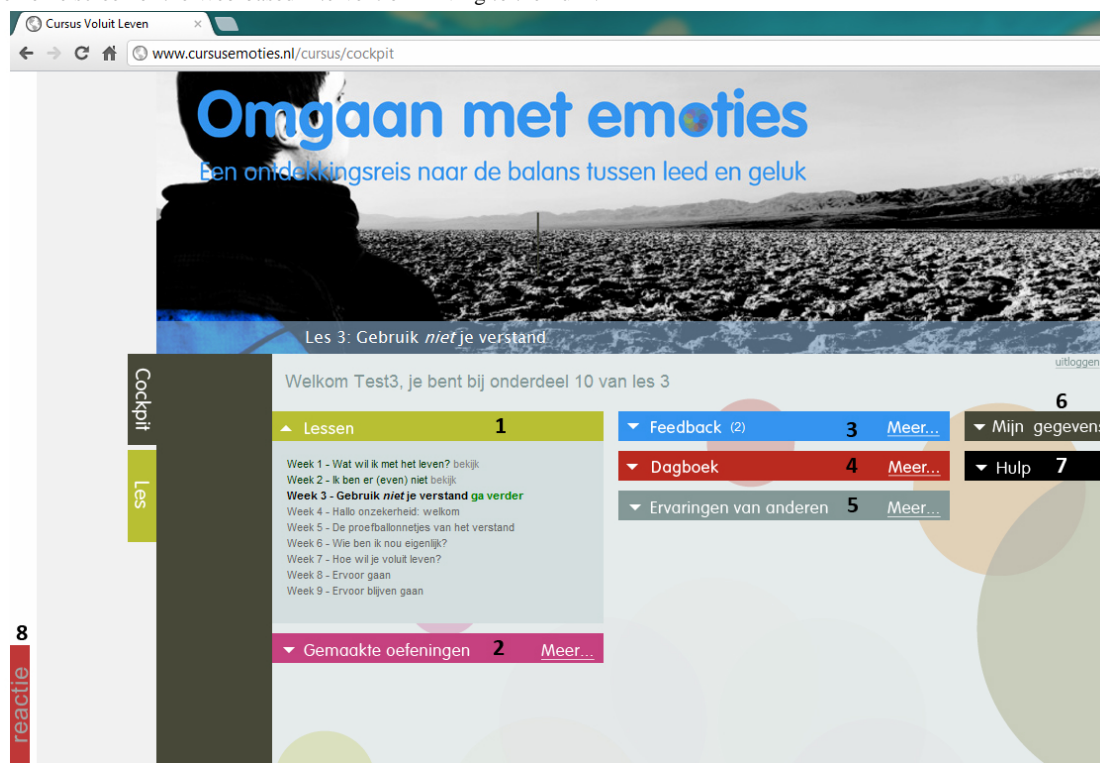 Cursus Voluit Leven
www.cursusemoties.nl/cursus/cockpit
Omgaan met emoties
Een ontdekkingsreis naar de balans tussen leed en geluk
Les 3: Gebruik niet je verstand
uitloggen
Cockpit
Les
Welkom Test3, je bent bij onderdeel 10 van les 3
Lessen 1
Week 1 - Wat wil ik met het leven? bekijk
Week 2 - Ik ben er (even) niet bekijk
Week 3 - Gebruik niet je verstand ga verder
Week 4 - Hallo onzekerheid: welkom
Week 5 - De proefballonnetjes van het verstand
Week 6 - Wie ben ik nou eigenlijk?
Week 7 - Hoe wil je voluit leven?
Week 8 - Ervoor gaan
Week 9 - Ervoor blijven gaan
Gemaakte oefeningen 2 Meer...
Feedback (2) 3 Meer...
Dagboek 4 Meer...
Ervaringen van anderen 5 Meer...
6
Mijn gegevens
Hulp 7
8
reactie